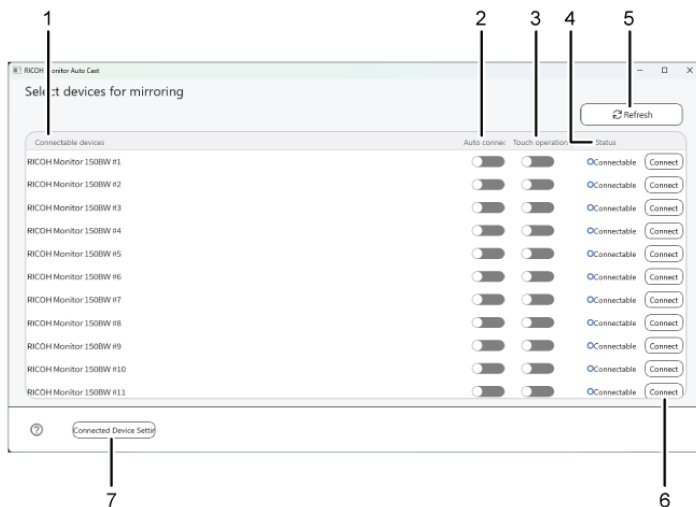 1 2 3 4 5
RICOH Monitor Auto Cast
Select devices for mirroring
Refresh
Connectable devices Auto connec Touch operation Status
RICOH Monitor 150BW #1 Connectable Connect
RICOH Monitor 150BW #2 Connectable Connect
RICOH Monitor 150BW #3 Connectable Connect
RICOH Monitor 150BW #4 Connectable Connect
RICOH Monitor 150BW #5 Connectable Connect
RICOH Monitor 150BW #6 Connectable Connect
RICOH Monitor 150BW #7 Connectable Connect
RICOH Monitor 150BW #8 Connectable Connect
RICOH Monitor 150BW #9 Connectable Connect
RICOH Monitor 150BW #10 Connectable Connect
RICOH Monitor 150BW #11 Connectable Connect
? Connected Device Settin
7 6